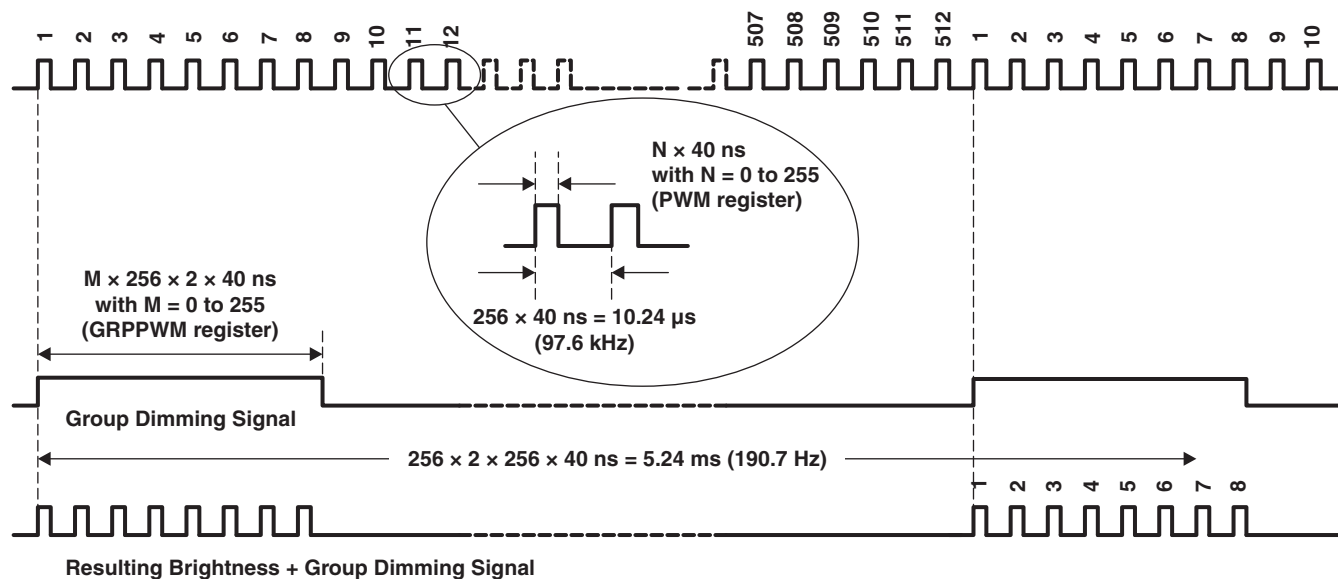 1 2 3 4 5 6 7 8 9 10 11 12 507 508 509 510 511 512 1 2 3 4 5 6 7 8 9 10
N × 40 ns
with N = 0 to 255
(PWM register)
M × 256 × 2 × 40 ns
with M = 0 to 255
(GRPPWM register)
256 × 40 ns = 10.24 µs
(97.6 kHz)
Group Dimming Signal
256 × 2 × 256 × 40 ns = 5.24 ms (190.7 Hz)
1 2 3 4 5 6 7 8
Resulting Brightness + Group Dimming Signal